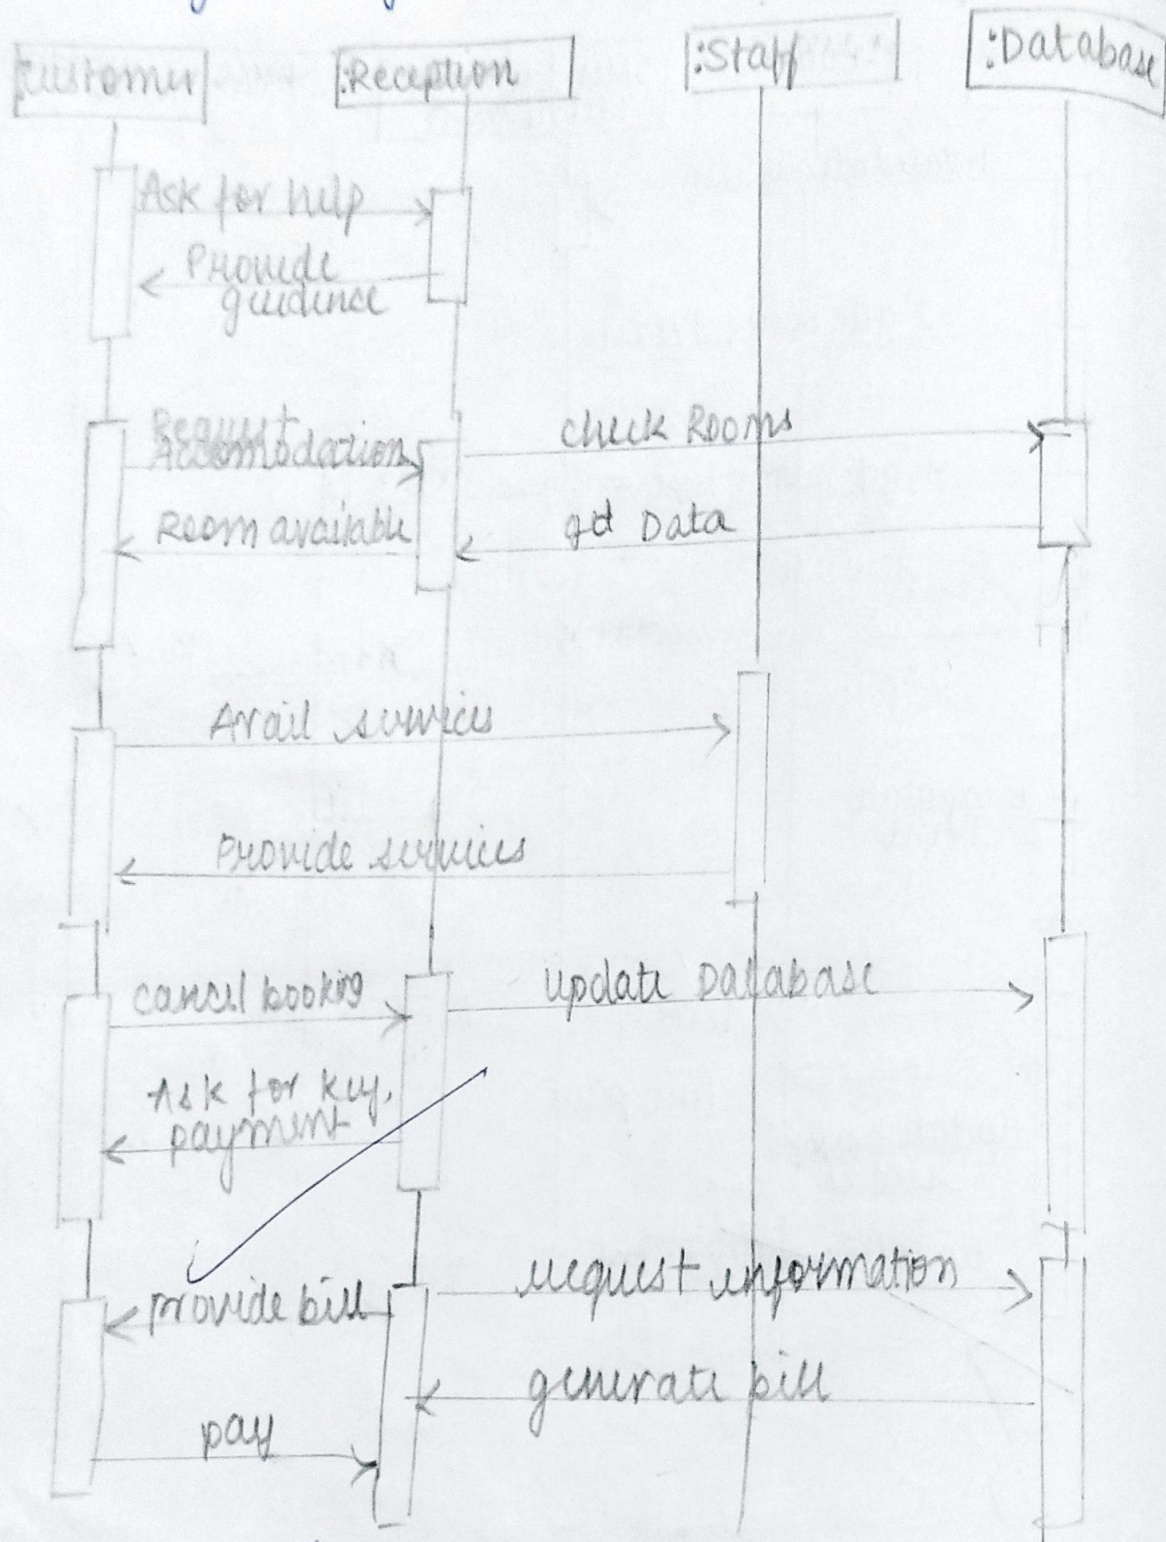 :Customer
:Reception
:Staff
:Database
Ask for help
Provide
guidence
Request
Accomodation
check Rooms
Room available
get Data
Avail services
Provide services
cancel booking
update Database
Ask for key,
payment
request information
provide bill
generate bill
pay